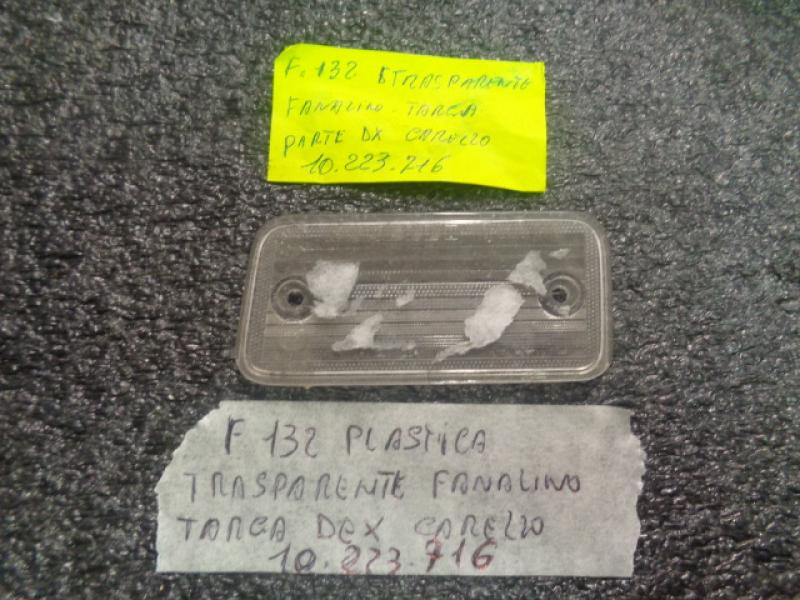 F. 132 TRASPARENTE
FANALINO TARGA
PARTE DX CARELLO
10.223.716
F 132 PLASTICA
TRASPARENTE FANALINO
TARGA DEX CARELLO
10.223.716